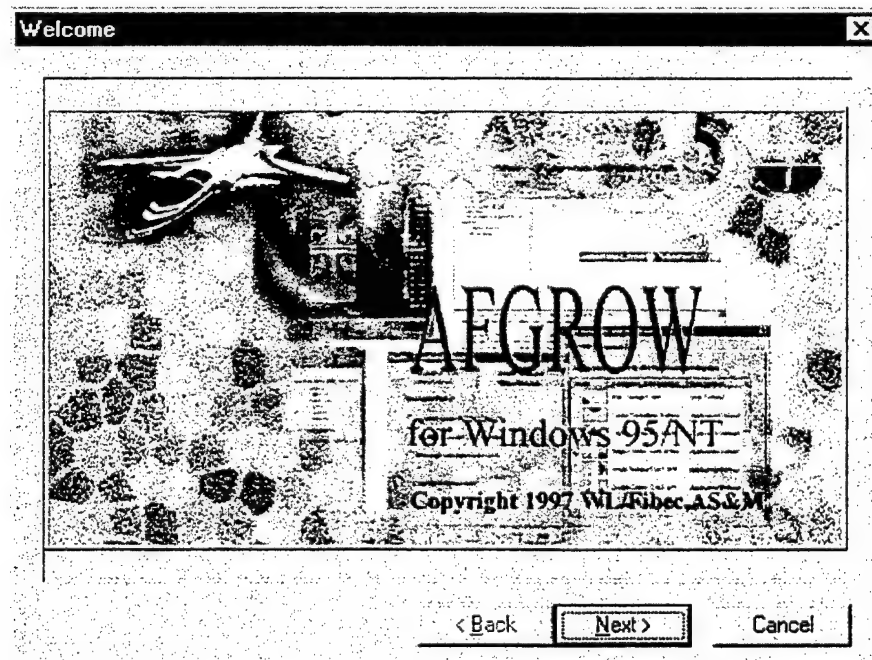 Welcome
AFGROW
for Windows 95/NT
Copyright 1997 WL/Fibec,AS&M
< Back
Next >
Cancel